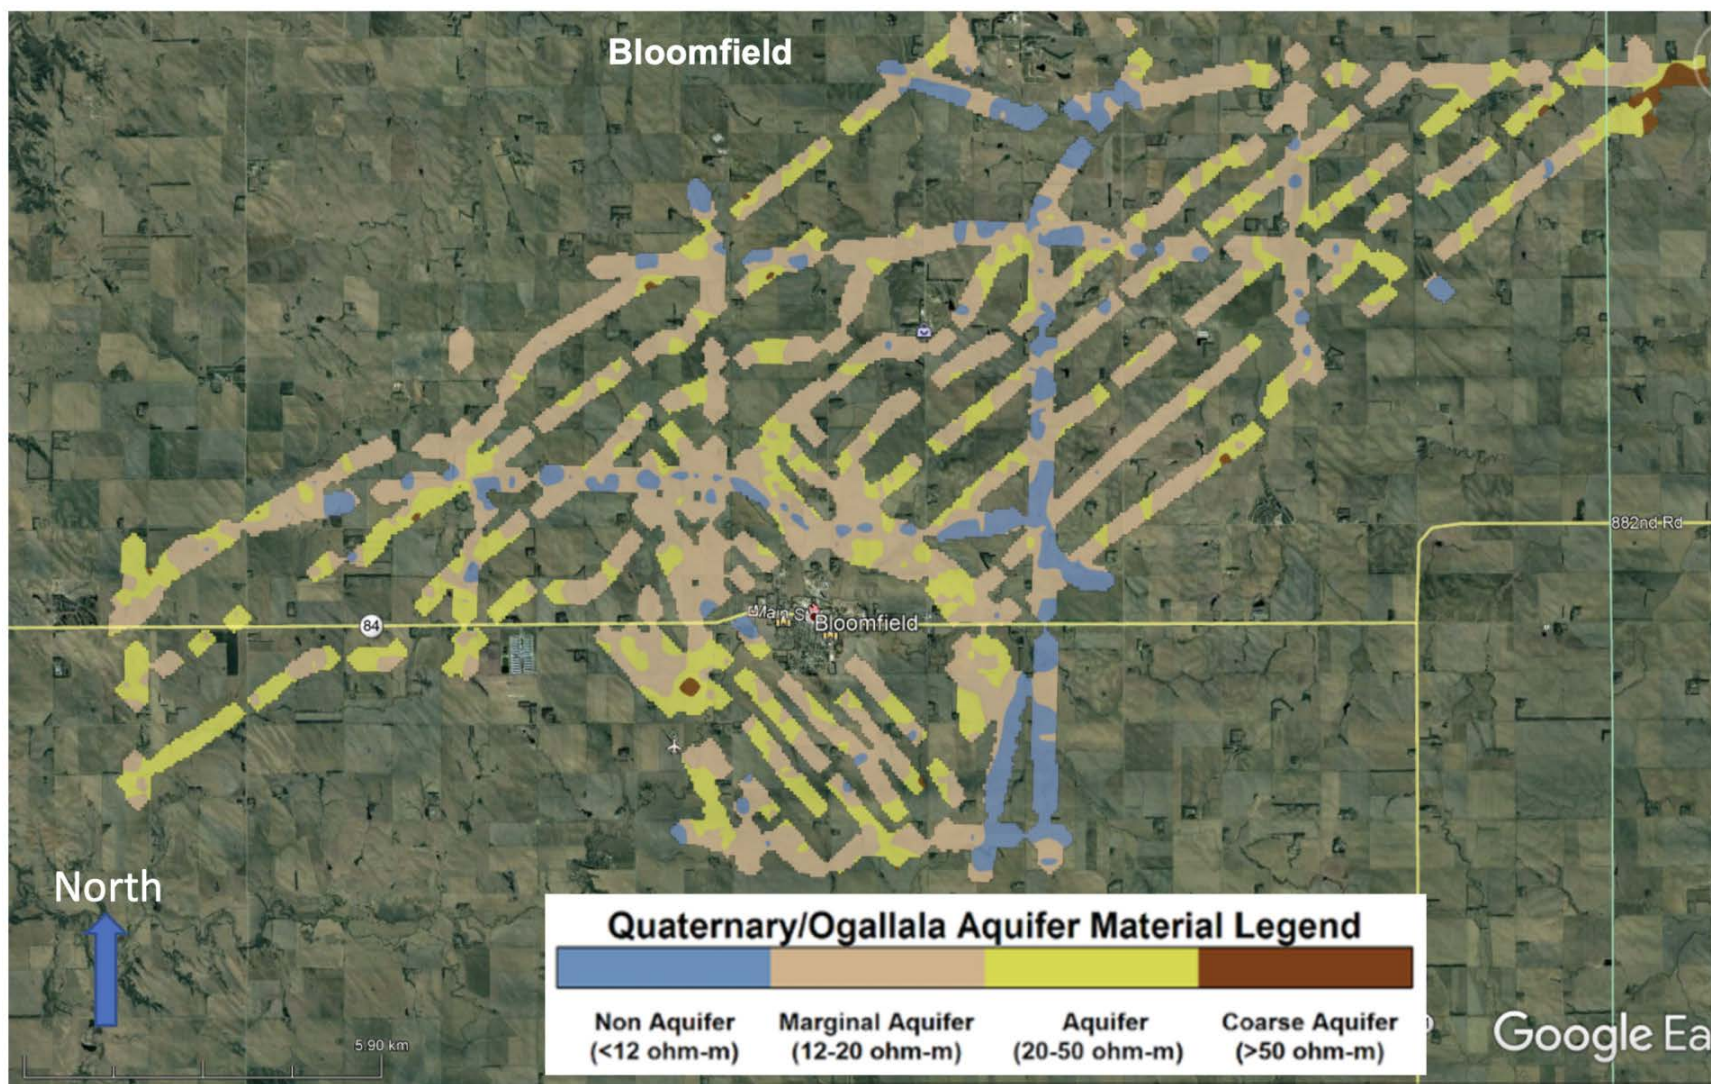 Bloomfield
882nd Rd
Main St
84
Bloomfield
North
Quaternary/Ogallala Aquifer Material Legend
Non Aquifer Marginal Aquifer Aquifer Coarse Aquifer
(<12 ohm-m) (12-20 ohm-m) (20-50 ohm-m) (>50 ohm-m)
5.90 km
Google Ea